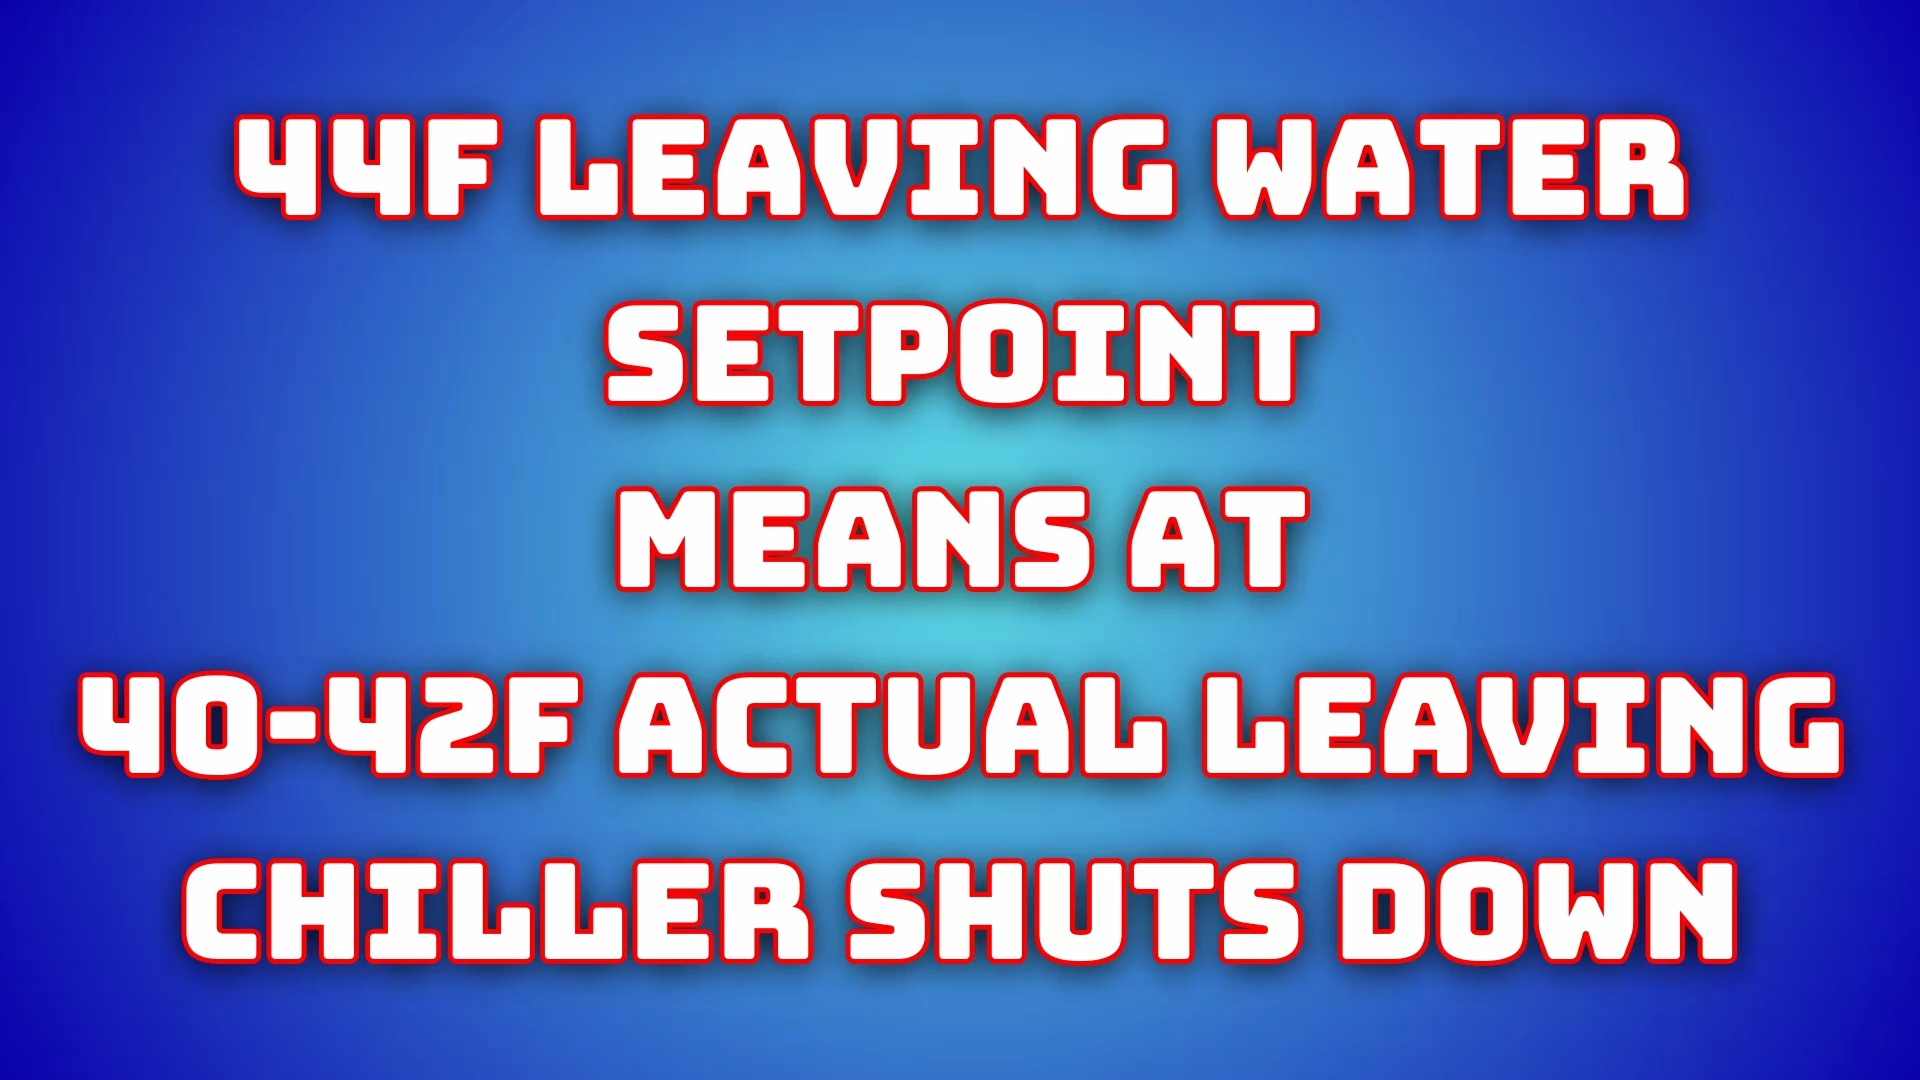 44F LEAVING WATER
SETPOINT
MEANS AT
40-42F ACTUAL LEAVING
CHILLER SHUTS DOWN